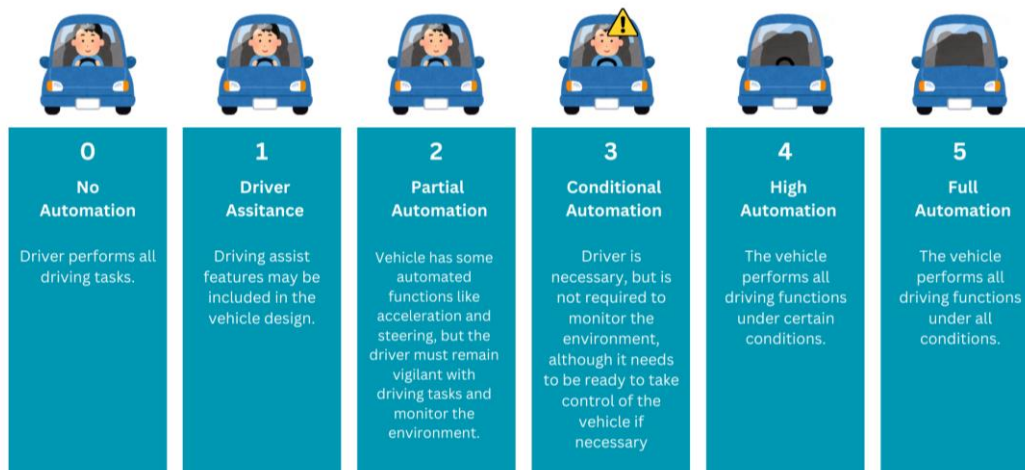 0
No
Automation
Driver performs all
driving tasks.
1
Driver
Assitance
Driving assist
features may be
included in the
vehicle design.
2
Partial
Automation
Vehicle has some
automated
functions like
acceleration and
steering, but the
driver must remain
vigilant with
driving tasks and
monitor the
environment.
3
Conditional
Automation
Driver is
necessary, but is
not required to
monitor the
environment,
although it needs
to be ready to take
control of the
vehicle if
necessary
4
High
Automation
The vehicle
performs all
driving functions
under certain
conditions.
5
Full
Automation
The vehicle
performs all
driving functions
under all
conditions.